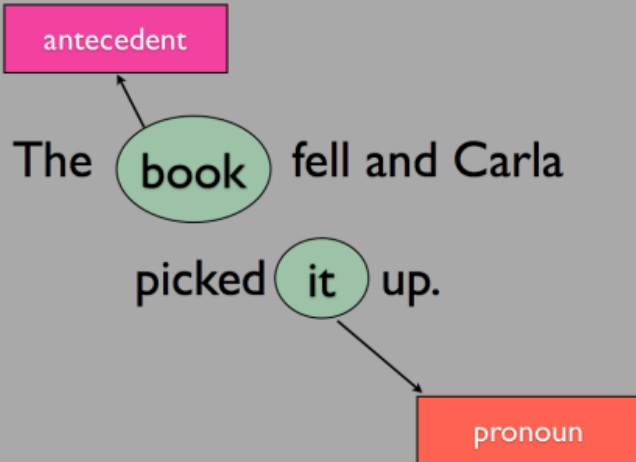 antecedent
The book fell and Carla
picked it up.
pronoun